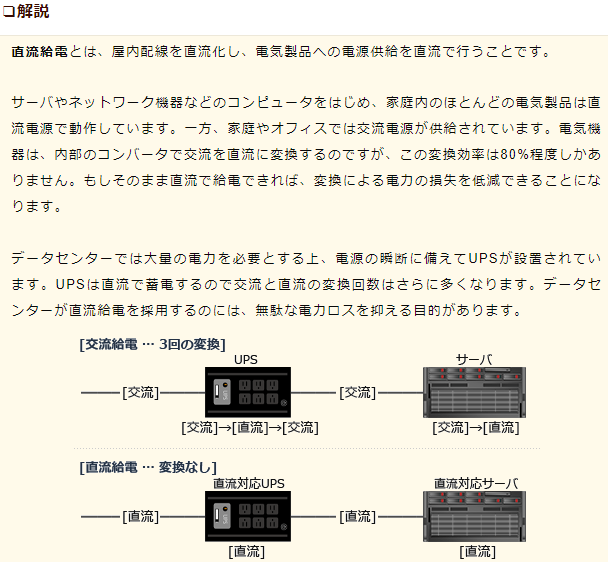 ❏解説
直流給電とは、屋内配線を直流化し、電気製品への電源供給を直流で行うことです。
サーバやネットワーク機器などのコンピュータをはじめ、家庭内のほとんどの電気製品は直
流電源で動作しています。一方、家庭やオフィスでは交流電源が供給されています。電気機
器は、内部のコンバータで交流を直流に変換するのですが、この変換効率は80%程度しかあ
りません。もしそのまま直流で給電できれば、変換による電力の損失を低減できることにな
ります。
データセンターでは大量の電力を必要とする上、電源の瞬断に備えてUPSが設置されてい
ます。UPSは直流で蓄電するので交流と直流の変換回数はさらに多くなります。データセ
ンターが直流給電を採用するのには、無駄な電力ロスを抑える目的があります。
[交流給電 … 3回の変換]
UPS サーバ
[交流] [交流]
[交流]→[直流]→[交流] [交流]→[直流]
[直流給電 … 変換なし]
直流対応UPS 直流対応サーバ
[直流] [直流]
[直流] [直流]